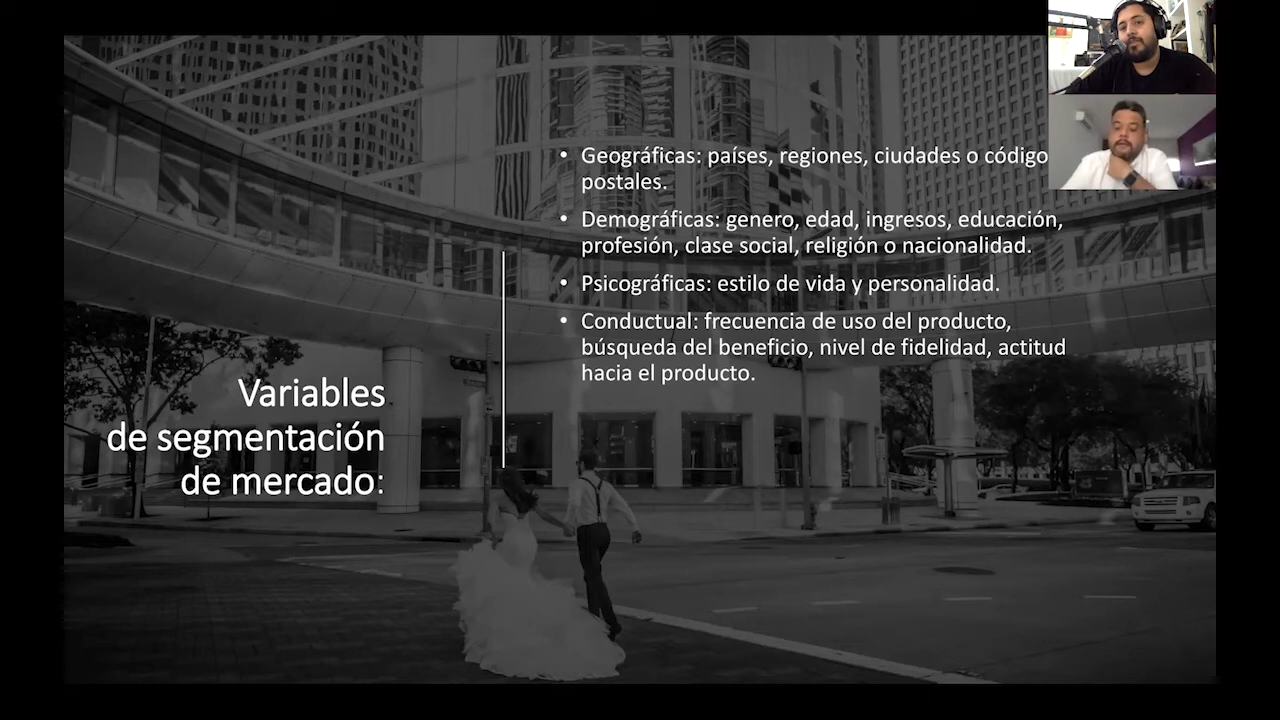 Variables
de segmentación
de mercado:
• Geográficas: países, regiones, ciudades o código
postales.
• Demográficas: genero, edad, ingresos, educación,
profesión, clase social, religión o nacionalidad.
• Psicográficas: estilo de vida y personalidad.
• Conductual: frecuencia de uso del producto,
búsqueda del beneficio, nivel de fidelidad, actitud
hacia el producto.